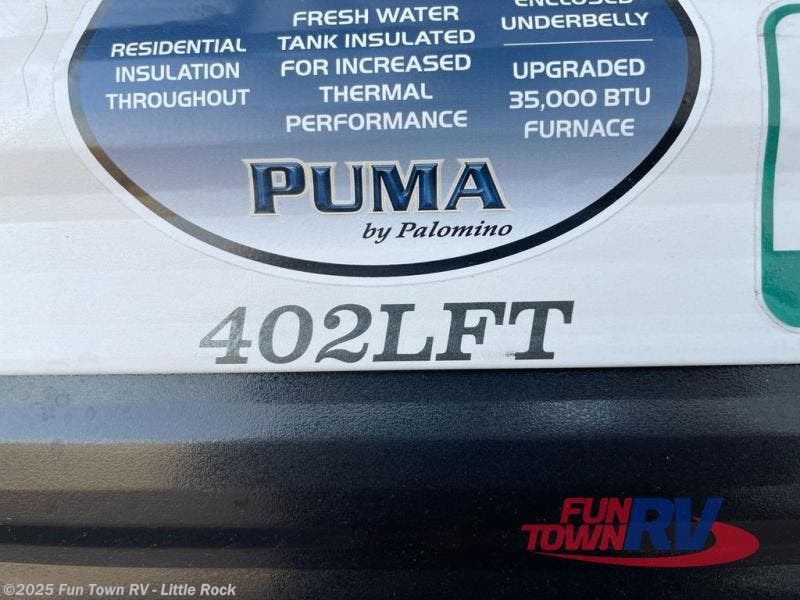 RESIDENTIAL
INSULATION
THROUGHOUT
FRESH WATER
TANK INSULATED
FOR INCREASED
THERMAL
PERFORMANCE
ENCLOSED
UNDERBELLY
UPGRADED
35,000 BTU
FURNACE
PUMA
by Palomino
402LFT
FUN
TOWN RV
©2025 Fun Town RV - Little Rock